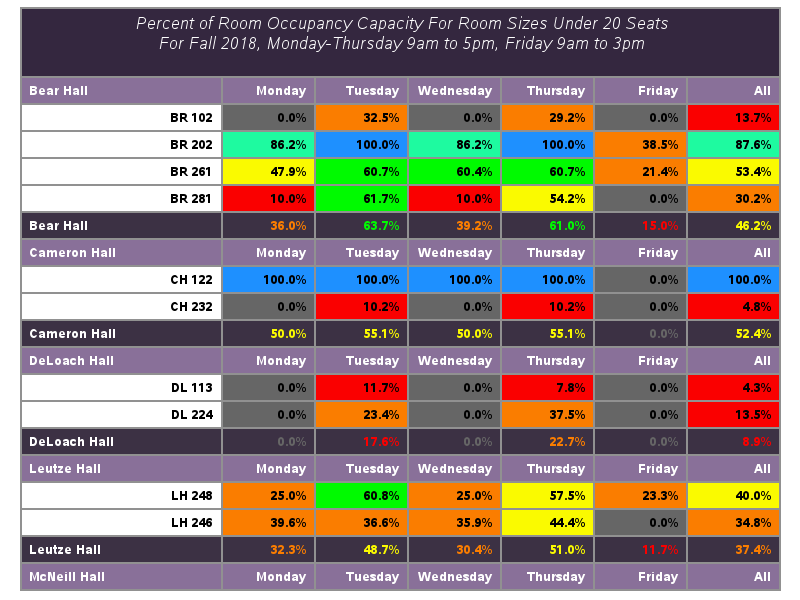 Percent of Room Occupancy Capacity For Room Sizes Under 20 Seats
For Fall 2018, Monday-Thursday 9am to 5pm, Friday 9am to 3pm
Bear Hall Monday Tuesday Wednesday Thursday Friday All
BR 102 0.0% 32.5% 0.0% 29.2% 0.0% 13.7%
BR 202 86.2% 100.0% 86.2% 100.0% 38.5% 87.6%
BR 261 47.9% 60.7% 60.4% 60.7% 21.4% 53.4%
BR 281 10.0% 61.7% 10.0% 54.2% 0.0% 30.2%
Bear Hall 36.0% 63.7% 39.2% 61.0% 15.0% 46.2%
Cameron Hall Monday Tuesday Wednesday Thursday Friday All
CH 122 100.0% 100.0% 100.0% 100.0% 0.0% 100.0%
CH 232 0.0% 10.2% 0.0% 10.2% 0.0% 4.8%
Cameron Hall 50.0% 55.1% 50.0% 55.1% 0.0% 52.4%
DeLoach Hall Monday Tuesday Wednesday Thursday Friday All
DL 113 0.0% 11.7% 0.0% 7.8% 0.0% 4.3%
DL 224 0.0% 23.4% 0.0% 37.5% 0.0% 13.5%
DeLoach Hall 0.0% 17.6% 0.0% 22.7% 0.0% 8.9%
Leutze Hall Monday Tuesday Wednesday Thursday Friday All
LH 248 25.0% 60.8% 25.0% 57.5% 23.3% 40.0%
LH 246 39.6% 36.6% 35.9% 44.4% 0.0% 34.8%
Leutze Hall 32.3% 48.7% 30.4% 51.0% 11.7% 37.4%
McNeill Hall Monday Tuesday Wednesday Thursday Friday All